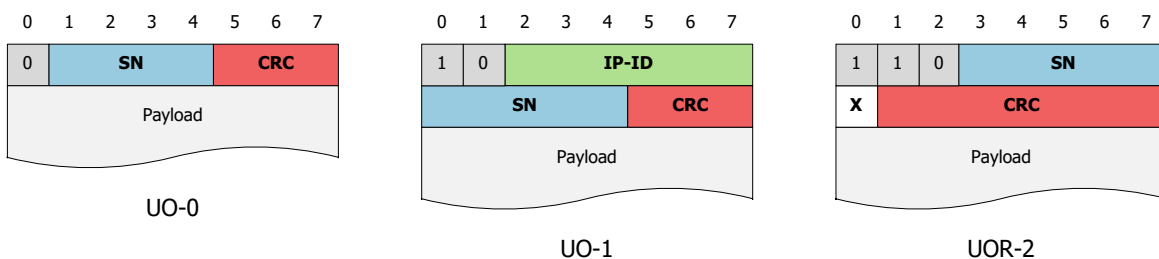 0 1 2 3 4 5 6 7
0 SN CRC
Payload
UO-0
0 1 2 3 4 5 6 7
1 0 IP-ID
SN CRC
Payload
UO-1
0 1 2 3 4 5 6 7
1 1 0 SN
X CRC
Payload
UOR-2